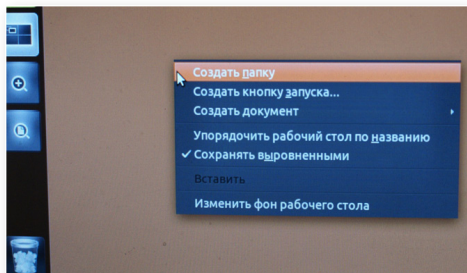 Создать папку
Создать кнопку запуска...
Создать документ
Упорядочить рабочий стол по названию
Сохранять выровненными
Вставить
Изменить фон рабочего стола